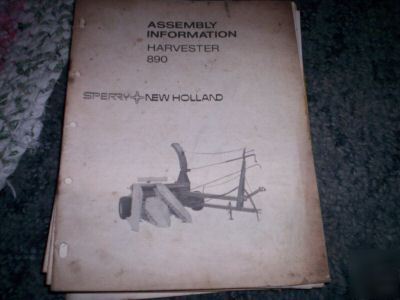 ASSEMBLY
INFORMATION
HARVESTER
890
SPERRY NEW HOLLAND